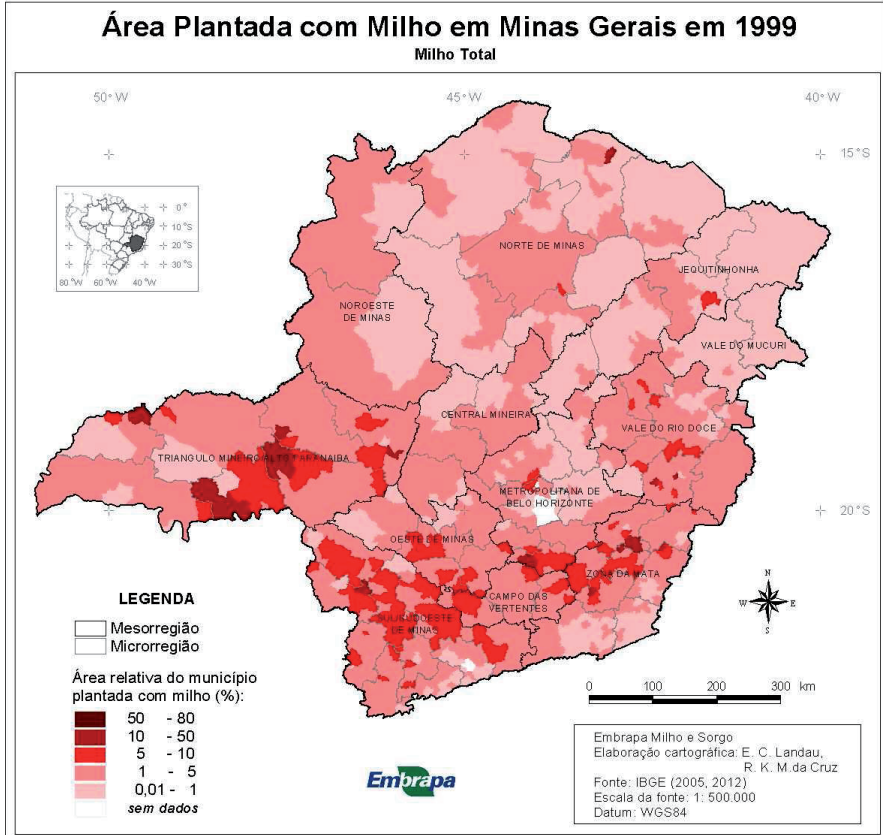 Área Plantada com Milho em Minas Gerais em 1999
Milho Total
50° W
45° W
40° W
15°S
20°S
0°
10°S
20°S
30°S
80°W
60°W
40°W
NORTE DE MINAS
JEQUITINHONHA
NOROESTE
DE MINAS
VALE DO MUCURI
CENTRAL MINEIRA
VALE DO RIO DOCE
TRIANGULO MINEIRO/ALTO PARANAIBA
METROPOLITANA DE
BELO HORIZONTE
OESTE DE MINAS
ZONA DA MATA
CAMPO DAS
VERTENTES
SUL/SUDOESTE
DE MINAS
N
W
E
S
LEGENDA
Mesorregião
Microrregião
Área relativa do município
plantada com milho (%):
50 - 80
10 - 50
5 - 10
1 - 5
0,01 - 1
sem dados
0 100 200 300 km
Embrapa
Embrapa Milho e Sorgo
Elaboração cartográfica: E. C. Landau,
R. K. M.da Cruz
Fonte: IBGE (2005, 2012)
Escala da fonte: 1: 500.000
Datum: WGS84